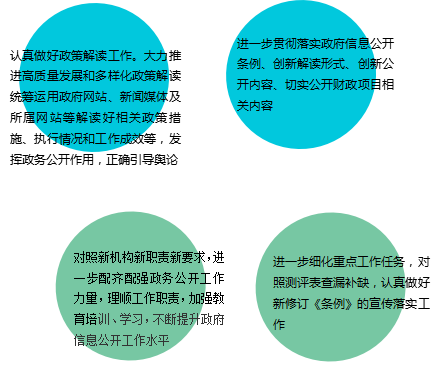 认真做好政策解读工作。大力推
进高质量发展和多样化政策解读
统筹运用政府网站、新闻媒体及
所属网站等解读好相关政策措
施、执行情况和工作成效等，发
挥政务公开作用，正确引导舆论
进一步贯彻落实政府信息公开
条例、创新解读形式、创新公
开内容、切实公开财政项目相
关内容
对照新机构新职责新要求，进
一步配齐配强政务公开工作
力量，理顺工作职责，加强教
育培训、学习，不断提升政府
信息公开工作水平
进一步细化重点工作任务，对
照测评表查漏补缺，认真做好
新修订《条例》的宣传落实工
作